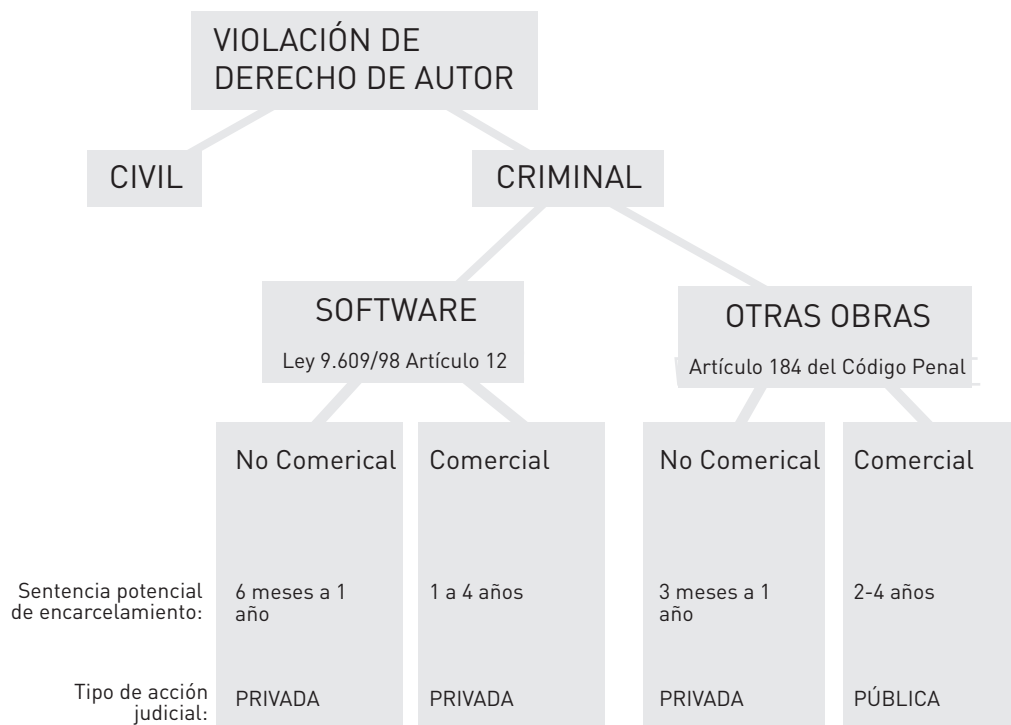 VIOLACIÓN DE
DERECHO DE AUTOR
CIVIL
CRIMINAL
SOFTWARE
Ley 9.609/98 Artículo 12
OTRAS OBRAS
Artículo 184 del Código Penal
No Comerical
Comercial
No Comerical
Comercial
Sentencia potencial
de encarcelamiento:
6 meses a 1
año
1 a 4 años
3 meses a 1
año
2-4 años
Tipo de acción
judicial:
PRIVADA
PRIVADA
PRIVADA
PÚBLICA